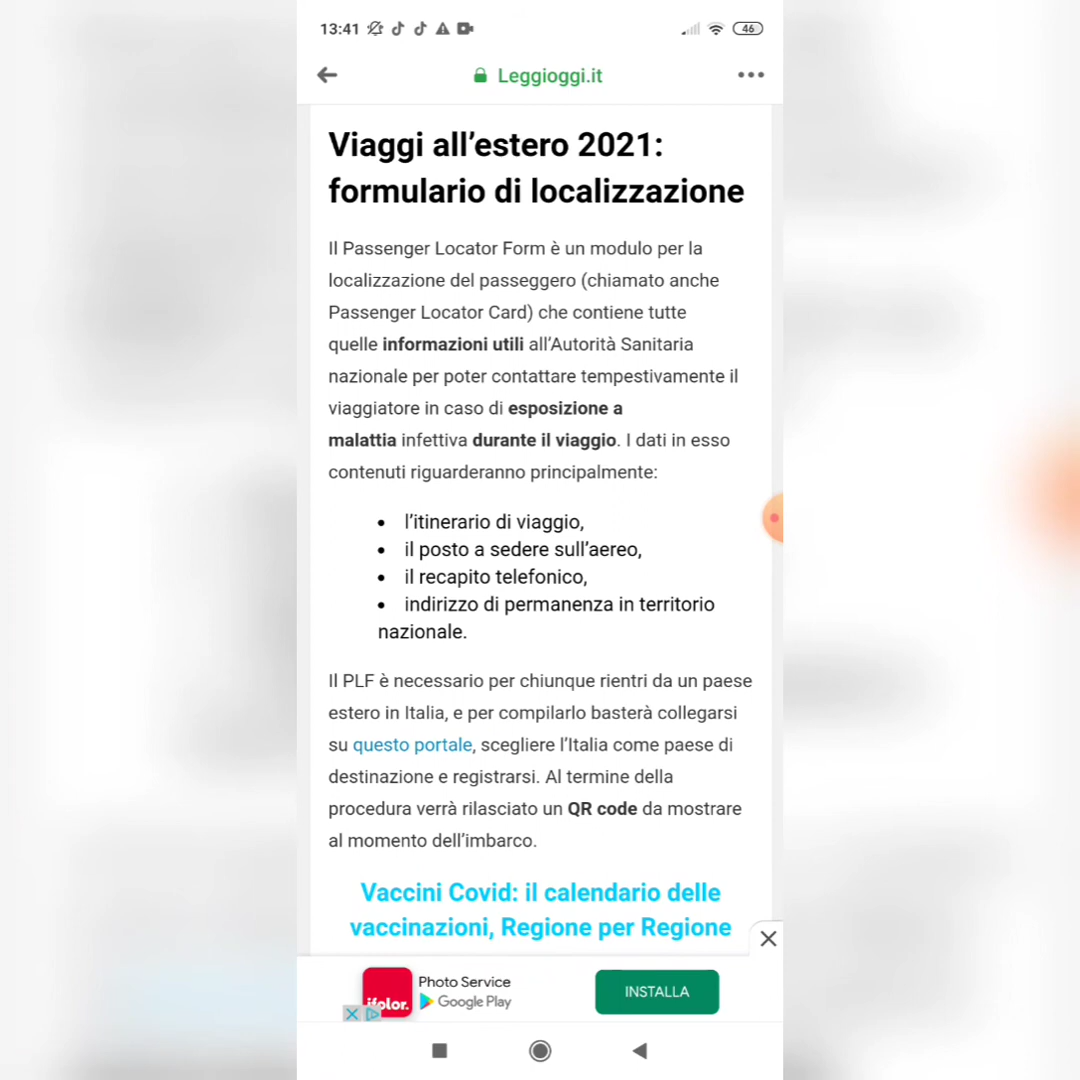 13:41
46
Leggioggi.it
Viaggi all’estero 2021:
formulario di localizzazione
Il Passenger Locator Form è un modulo per la
localizzazione del passeggero (chiamato anche
Passenger Locator Card) che contiene tutte
quelle informazioni utili all’Autorità Sanitaria
nazionale per poter contattare tempestivamente il
viaggiatore in caso di esposizione a
malattia infettiva durante il viaggio. I dati in esso
contenuti riguarderanno principalmente:
• l’itinerario di viaggio,
• il posto a sedere sull’aereo,
• il recapito telefonico,
• indirizzo di permanenza in territorio
nazionale.
Il PLF è necessario per chiunque rientri da un paese
estero in Italia, e per compilarlo basterà collegarsi
su questo portale, scegliere l’Italia come paese di
destinazione e registrarsi. Al termine della
procedura verrà rilasciato un QR code da mostrare
al momento dell’imbarco.
Vaccini Covid: il calendario delle
vaccinazioni, Regione per Regione
ifolor.
Photo Service
Google Play
INSTALLA